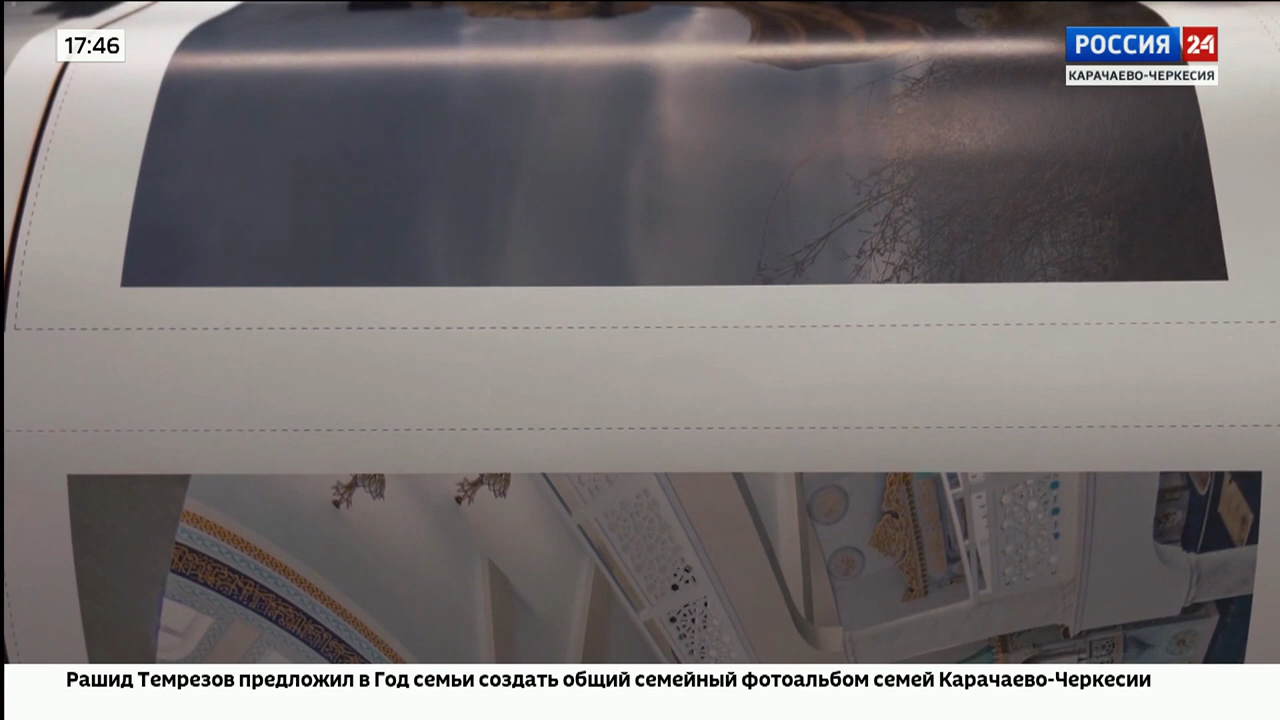 17:46
РОССИЯ 24
КАРАЧАЕВО-ЧЕРКЕСИЯ
Рашид Темрезов предложил в Год семьи создать общий семейный фотоальбом семей Карачаево-Черкесии